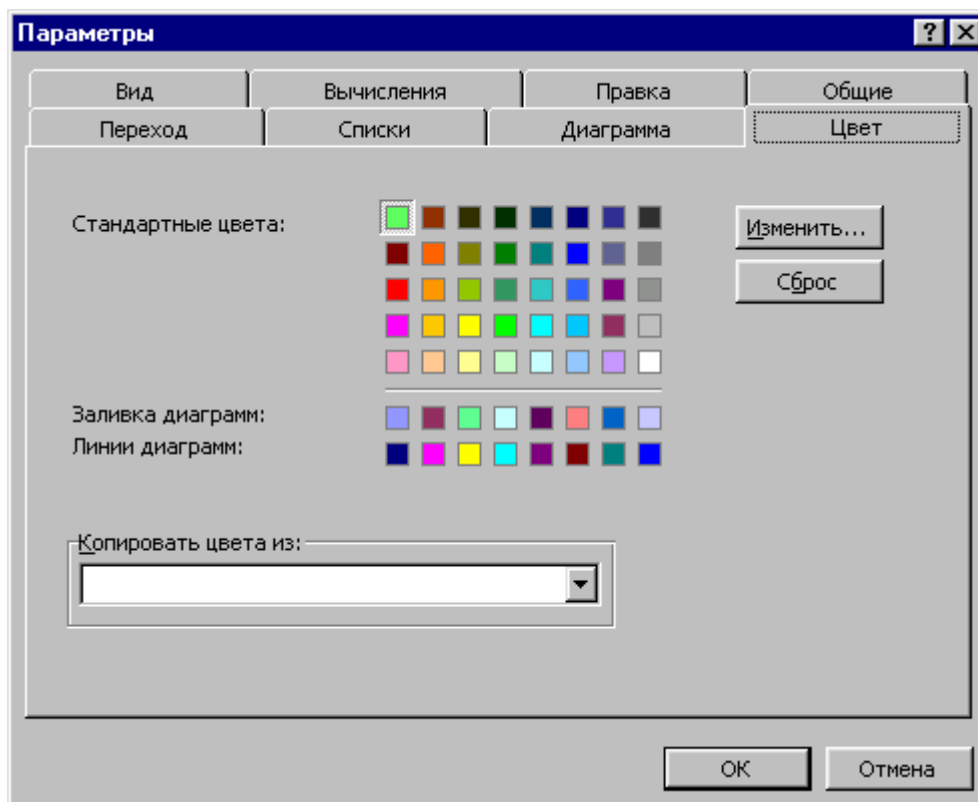 Параметры
Вид Вычисления Правка Общие
Переход Списки Диаграмма Цвет
Стандартные цвета:
Изменить...
Сброс
Заливка диаграмм:
Линии диаграмм:
Копировать цвета из:
OK Отмена